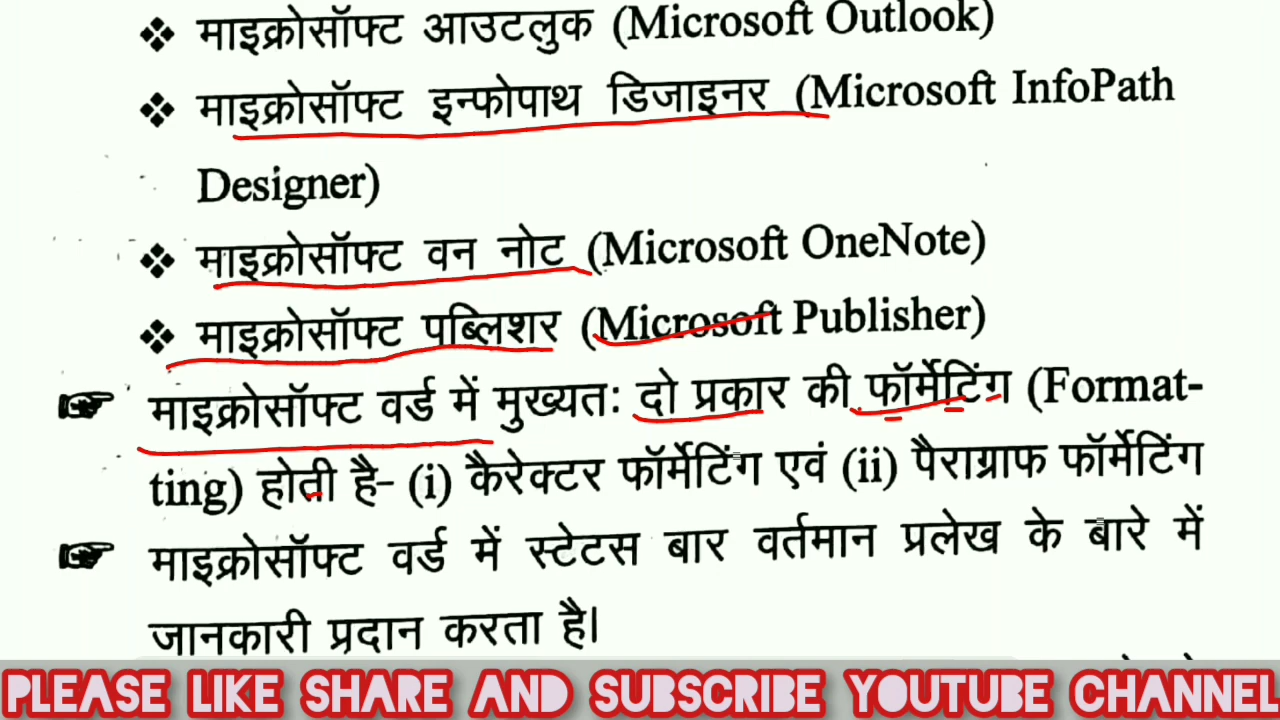 ❖ माइक्रोसॉफ्ट आउटलुक (Microsoft Outlook)
❖ माइक्रोसॉफ्ट इन्फोपाथ डिजाइनर (Microsoft InfoPath
Designer)
❖ माइक्रोसॉफ्ट वन नोट (Microsoft OneNote)
❖ माइक्रोसॉफ्ट पब्लिशर (Microsoft Publisher)
☞ माइक्रोसॉफ्ट वर्ड में मुख्यतः दो प्रकार की फॉर्मेटिंग (Format-
ting) होती है- (i) कैरेक्टर फॉर्मेटिंग एवं (ii) पैराग्राफ फॉर्मेटिंग
☞ माइक्रोसॉफ्ट वर्ड में स्टेटस बार वर्तमान प्रलेख के बारे में
जानकारी प्रदान करता है।
PLEASE LIKE SHARE AND SUBSCRIBE YOUTUBE CHANNEL